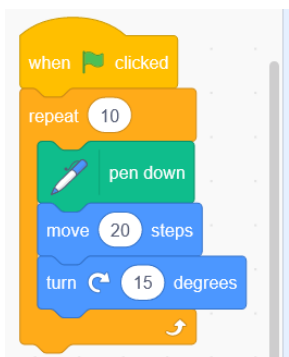 when clicked
repeat 10
pen down
move 20 steps
turn 15 degrees